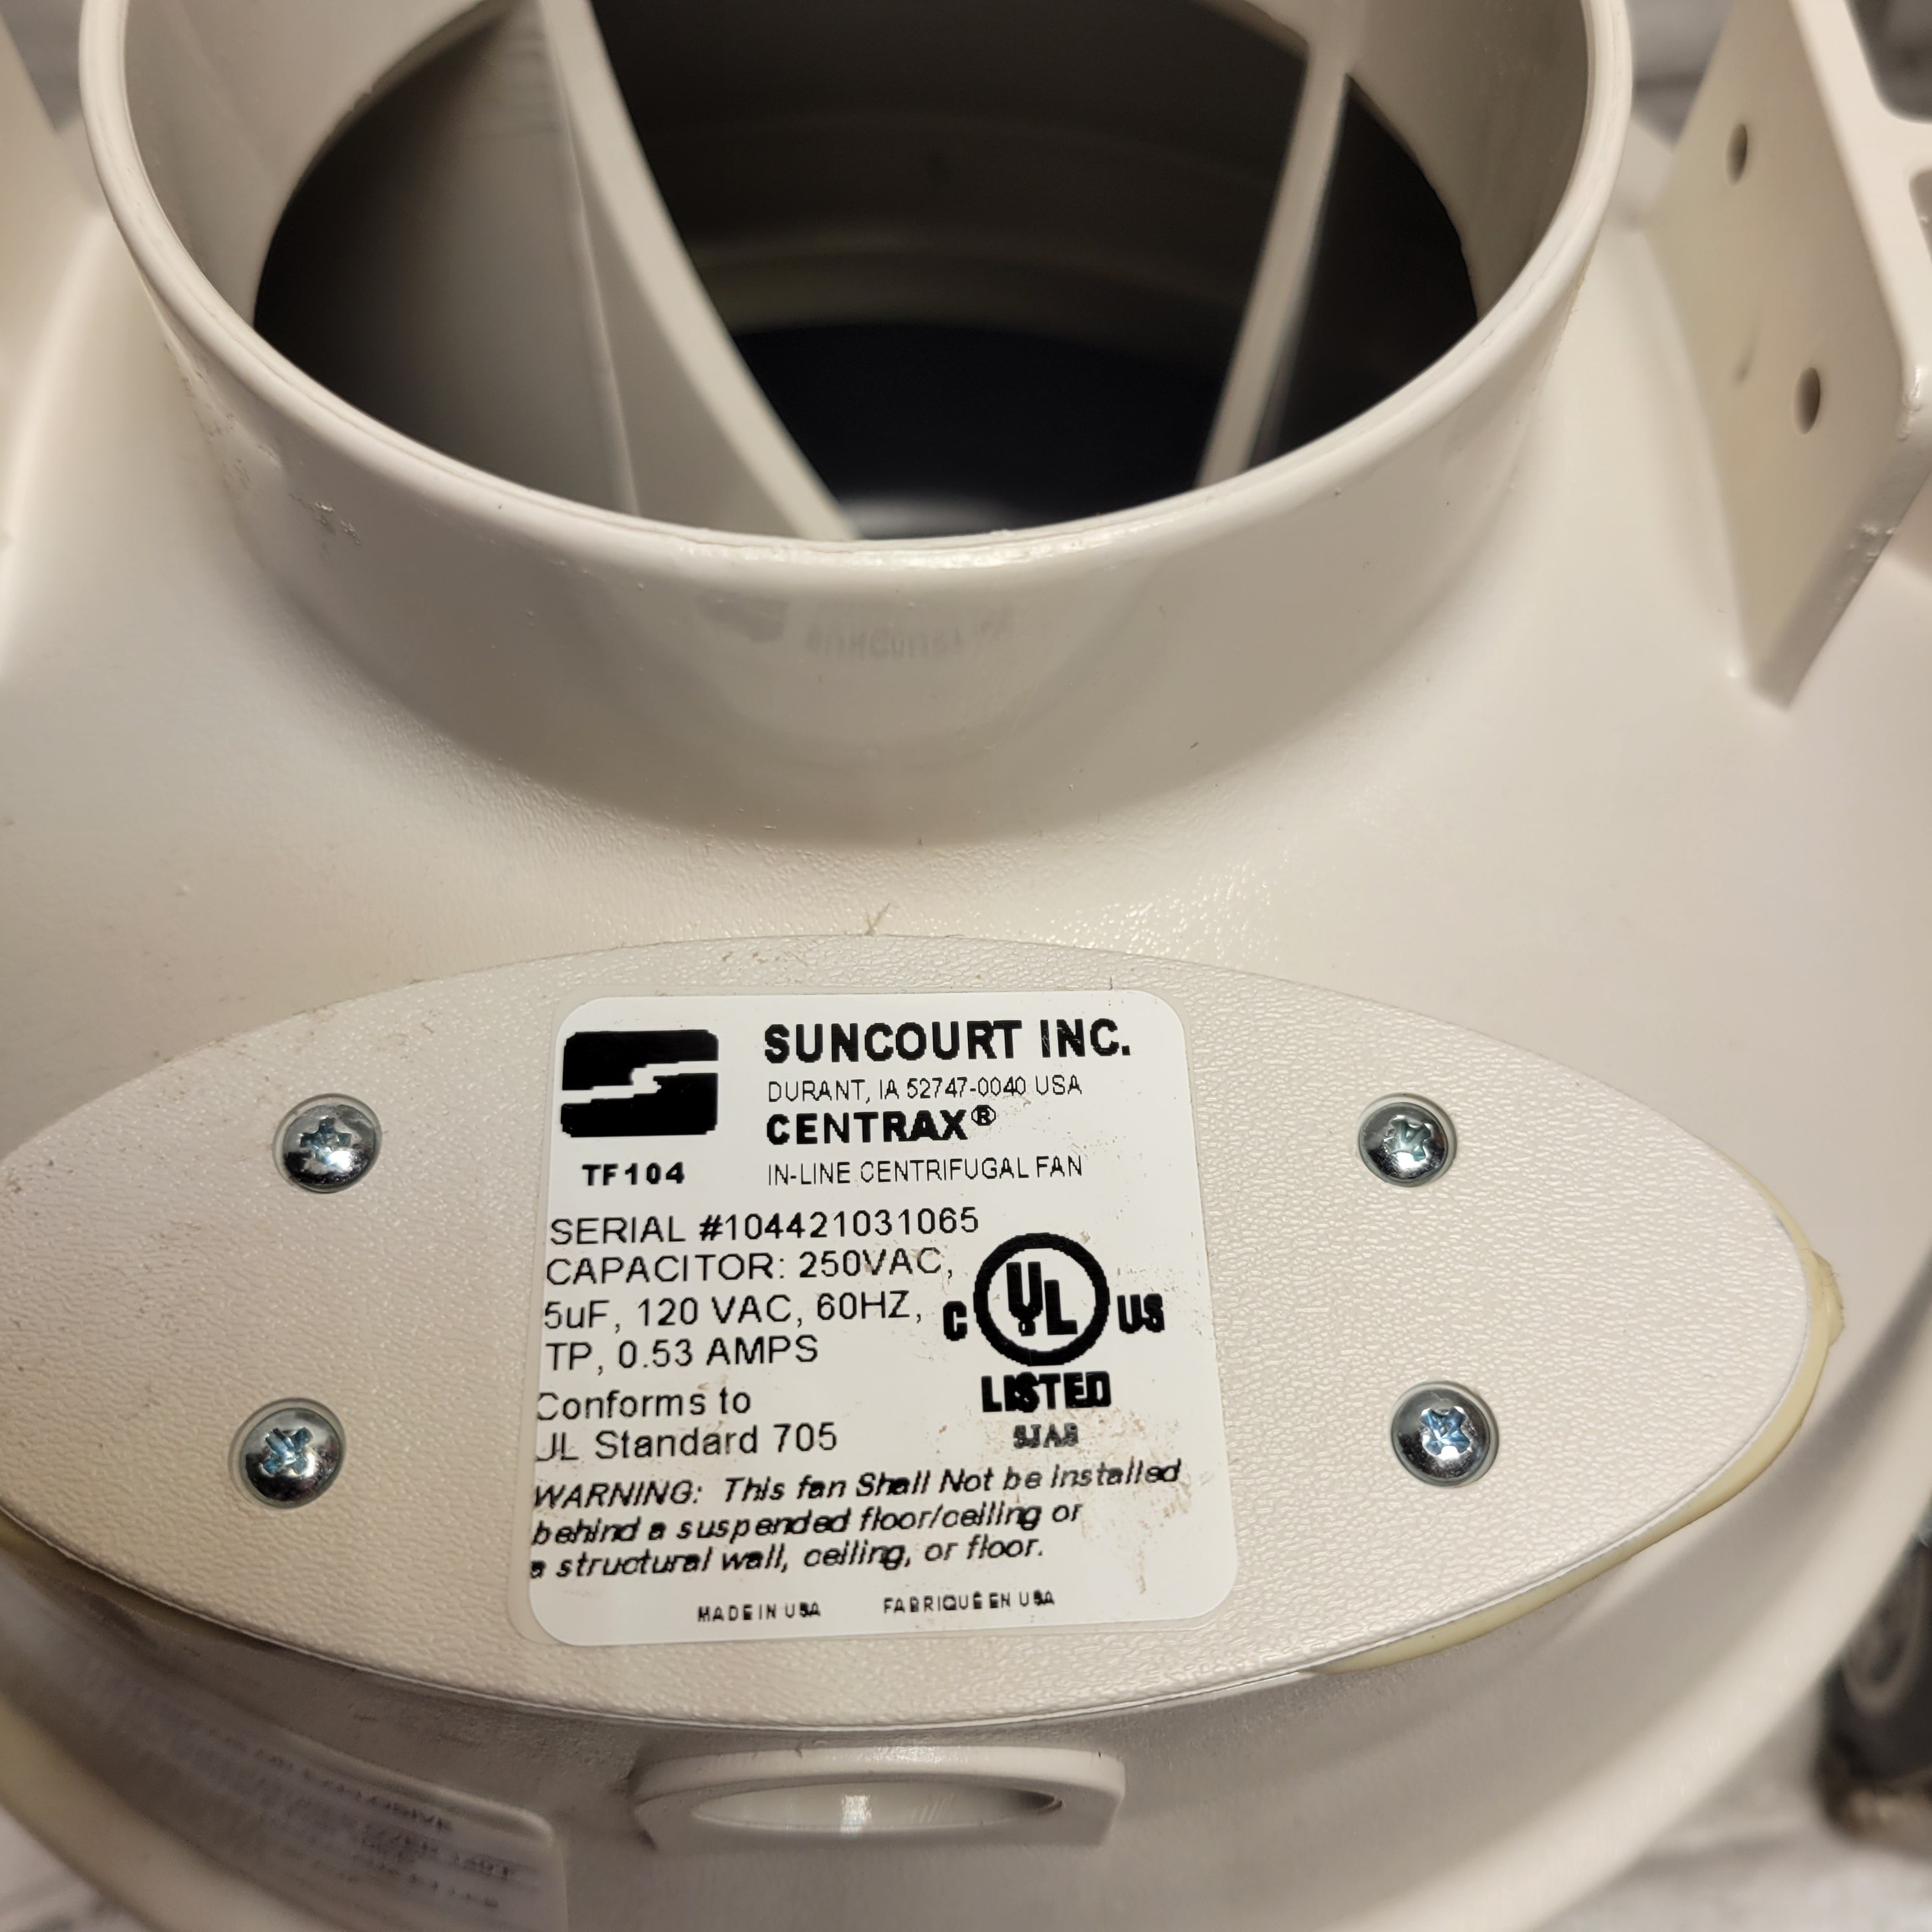 SUNCOURT INC.
DURANT, IA 52747-0040 USA
CENTRAX®
TF104
IN-LINE CENTRIFUGAL FAN
SERIAL #104421031065
CAPACITOR: 250VAC,
5uF, 120 VAC, 60HZ,
TP, 0.53 AMPS
C UL US
LISTED
Conforms to
UL Standard 705
WARNING: This fan Shall Not be installed
behind a suspended floor/ceiling or
a structural wall, ceiling, or floor.
MADE IN USA FABRIQUÉ EN USA